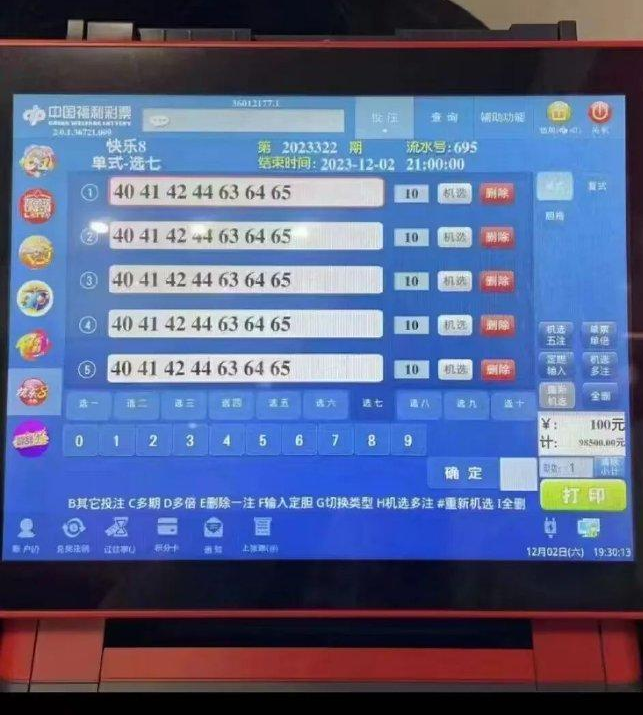 中国福利彩票
CHINA WELFARE LOTTERY
2.0.1.36721.069
36012177.1
投注
查询
辅助功能
关机
快乐8
第 2023322 期
流水号:695
单式-选七
结束时间: 2023-12-02 21:00:00
① 40 41 42 44 63 64 65 10 机选 删除
② 40 41 42 44 63 64 65 10 机选 删除
③ 40 41 42 44 63 64 65 10 机选 删除
④ 40 41 42 44 63 64 65 10 机选 删除
⑤ 40 41 42 44 63 64 65 10 机选 删除
复式
机选五注
单票单倍
定胆输入
机选多注
重新机选
全删
选一 选二 选三 选四 选五 选六 选七 选八 选九 选十
0 1 2 3 4 5 6 7 8 9
¥: 100元
计: 98500.00元
1
清除小计
确 定
打 印
B其它投注 C多期 D多倍 E删除一注 F输入定胆 G切换类型 H机选多注 #重新机选 I全删
兑奖注销
积分卡
通知
12月02日(六) 19:30:13